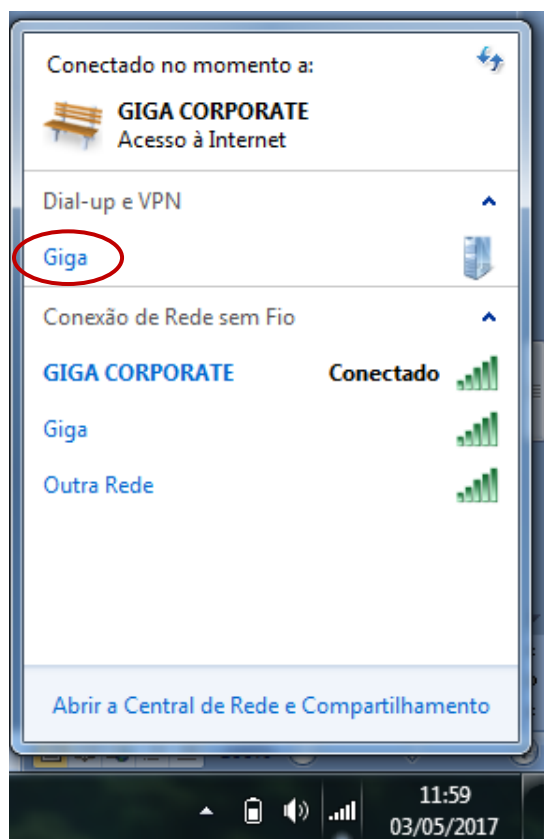 Conectado no momento a:
GIGA CORPORATE
Acesso à Internet
Dial-up e VPN
Giga
Conexão de Rede sem Fio
GIGA CORPORATE Conectado
Giga
Outra Rede
Abrir a Central de Rede e Compartilhamento
11:59
03/05/2017